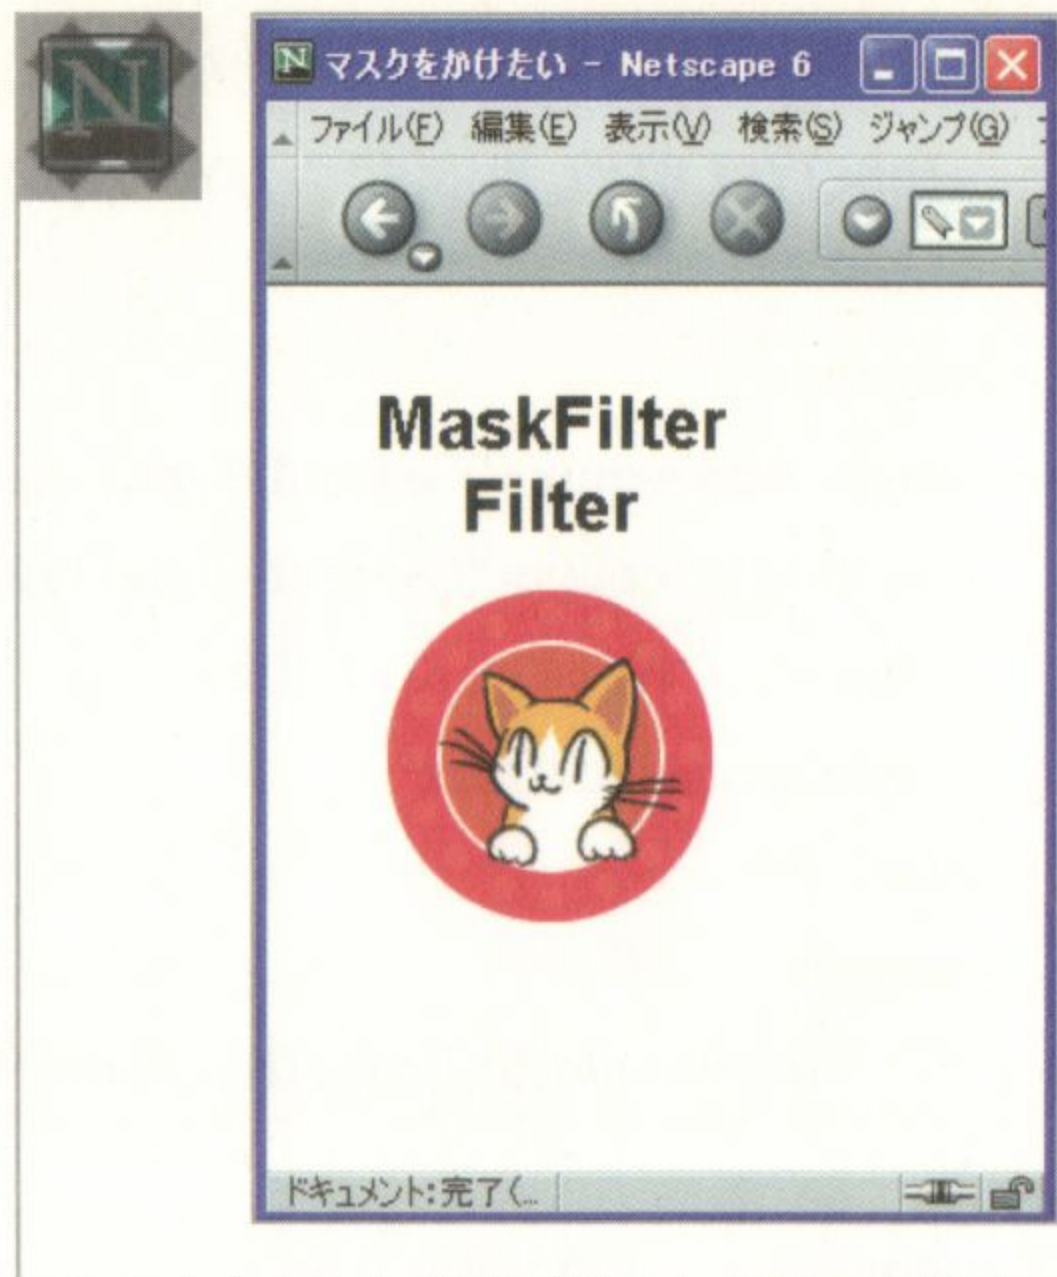 N
N マスクをかけたい - Netscape 6
ファイル(F) 編集(E) 表示(V) 検索(S) ジャンプ(G)
MaskFilter
Filter
ドキュメント:完了(...